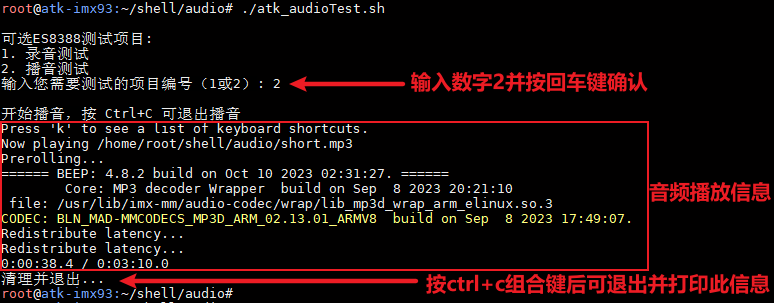 root@atk-imx93:~/shell/audio# ./atk_audioTest.sh
可选ES8388测试项目:
1. 录音测试
2. 播音测试
输入您需要测试的项目编号（1或2）: 2
输入数字2并按回车键确认
开始播音，按 Ctrl+C 可退出播音
Press 'k' to see a list of keyboard shortcuts.
Now playing /home/root/shell/audio/short.mp3
Prerolling...
====== BEEP: 4.8.2 build on Oct 10 2023 02:31:27. ======
Core: MP3 decoder Wrapper  build on Sep  8 2023 20:21:10
file: /usr/lib/imx-mm/audio-codec/wrap/lib_mp3d_wrap_arm_elinux.so.3
CODEC: BLN_MAD-MMCODECS_MP3D_ARM_02.13.01_ARMV8  build on Sep  8 2023 17:49:07.
Redistribute latency...
Redistribute latency...
0:00:38.4 / 0:03:10.0
音频播放信息
清理并退出...
按ctrl+c组合键后可退出并打印此信息
root@atk-imx93:~/shell/audio#